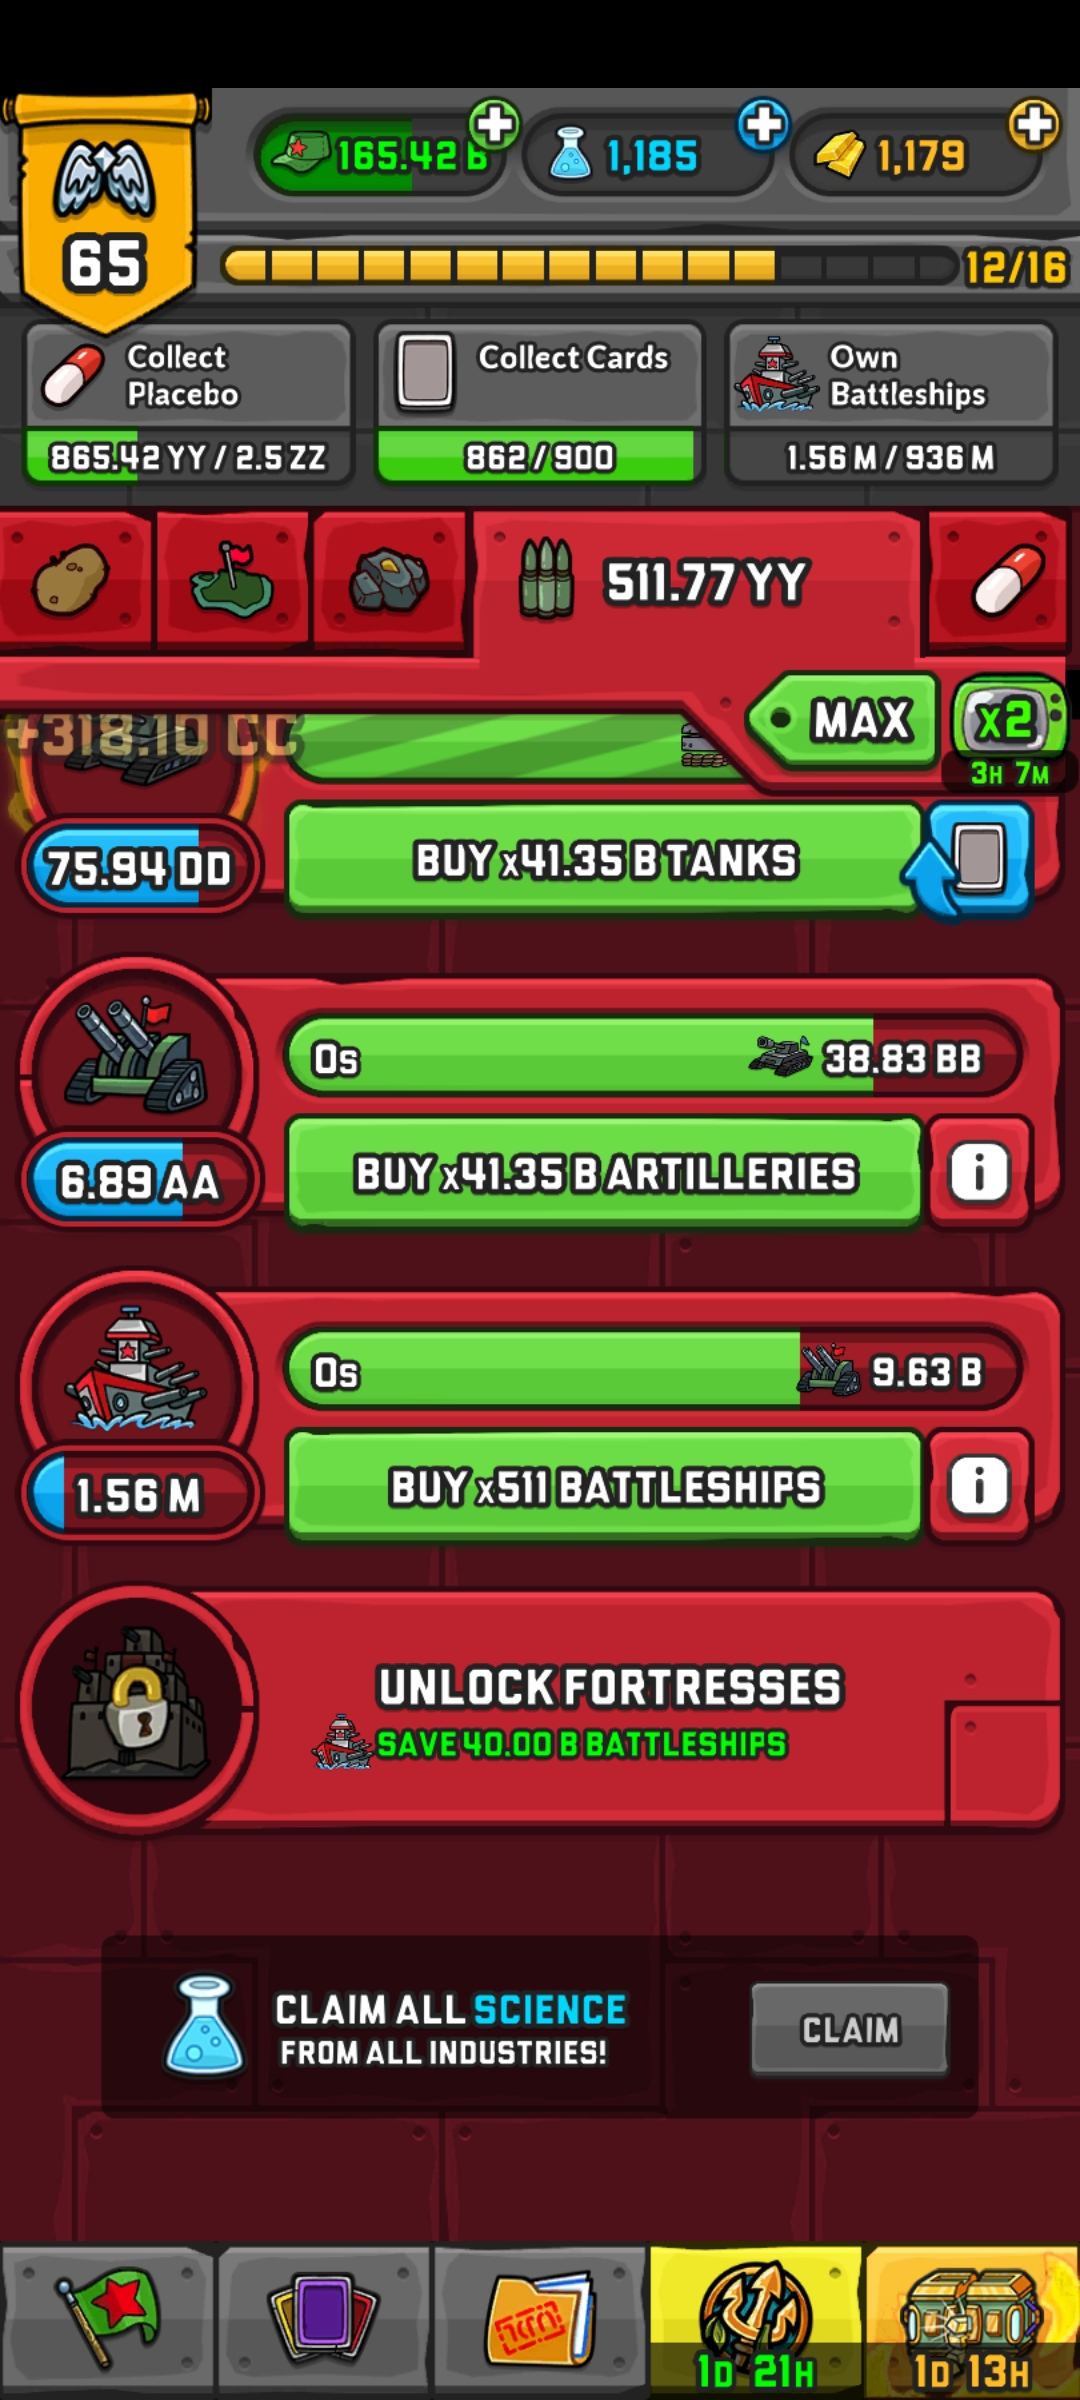 165.42 B
1,185
1,179
65
12/16
Collect
Placebo
865.42 YY / 2.5 ZZ
Collect Cards
862/900
Own
Battleships
1.56 M / 936 M
511.77 YY
MAX
x2
3H 7M
+318.10 CC
75.94 DD
BUY x41.35 B TANKS
0s
38.83 BB
6.89 AA
BUY x41.35 B ARTILLERIES
i
0s
9.63 B
1.56 M
BUY x511 BATTLESHIPS
i
UNLOCK FORTRESSES
SAVE 40.00 B BATTLESHIPS
CLAIM ALL SCIENCE
FROM ALL INDUSTRIES!
CLAIM
1D 21H
1D 13H